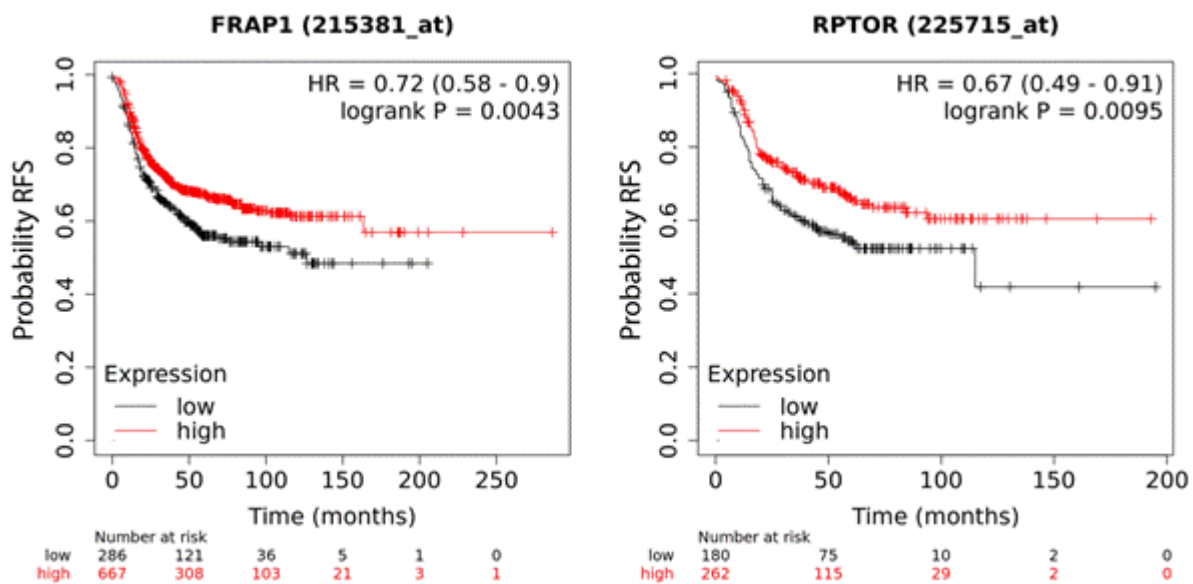 FRAP1 (215381_at)
HR = 0.72 (0.58 - 0.9)
logrank P = 0.0043
Probability RFS
1.0
0.8
0.6
0.4
0.2
0.0
Expression
low
high
0 50 100 150 200 250
Time (months)
Number at risk
low 286 121 36 5 1 0
high 667 308 103 21 3 1
RPTOR (225715_at)
HR = 0.67 (0.49 - 0.91)
logrank P = 0.0095
Probability RFS
1.0
0.8
0.6
0.4
0.2
0.0
Expression
low
high
0 50 100 150 200
Time (months)
Number at risk
low 180 75 10 2 0
high 262 115 29 2 0